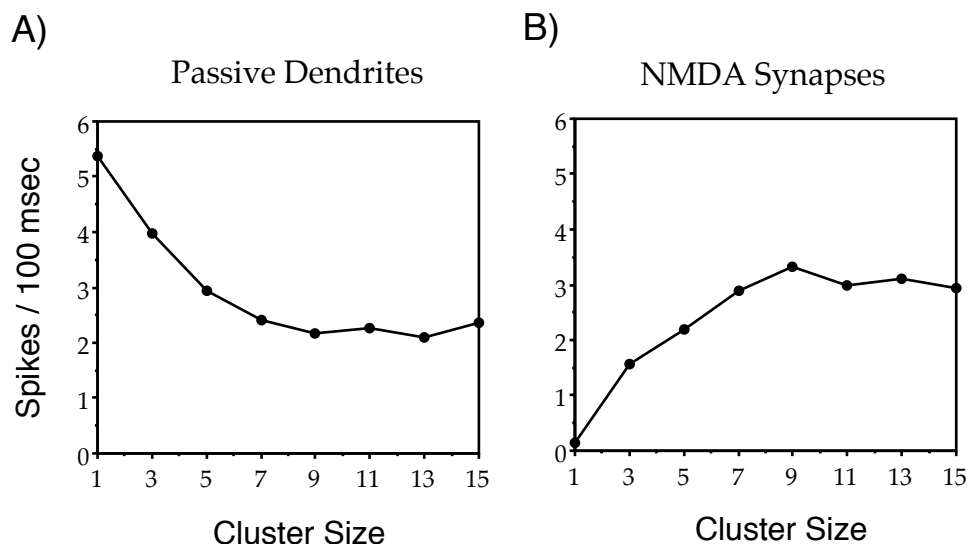 A)
Passive Dendrites
Spikes / 100 msec
6
5
4
3
2
1
0
1 3 5 7 9 11 13 15
Cluster Size
B)
NMDA Synapses
6
5
4
3
2
1
0
1 3 5 7 9 11 13 15
Cluster Size